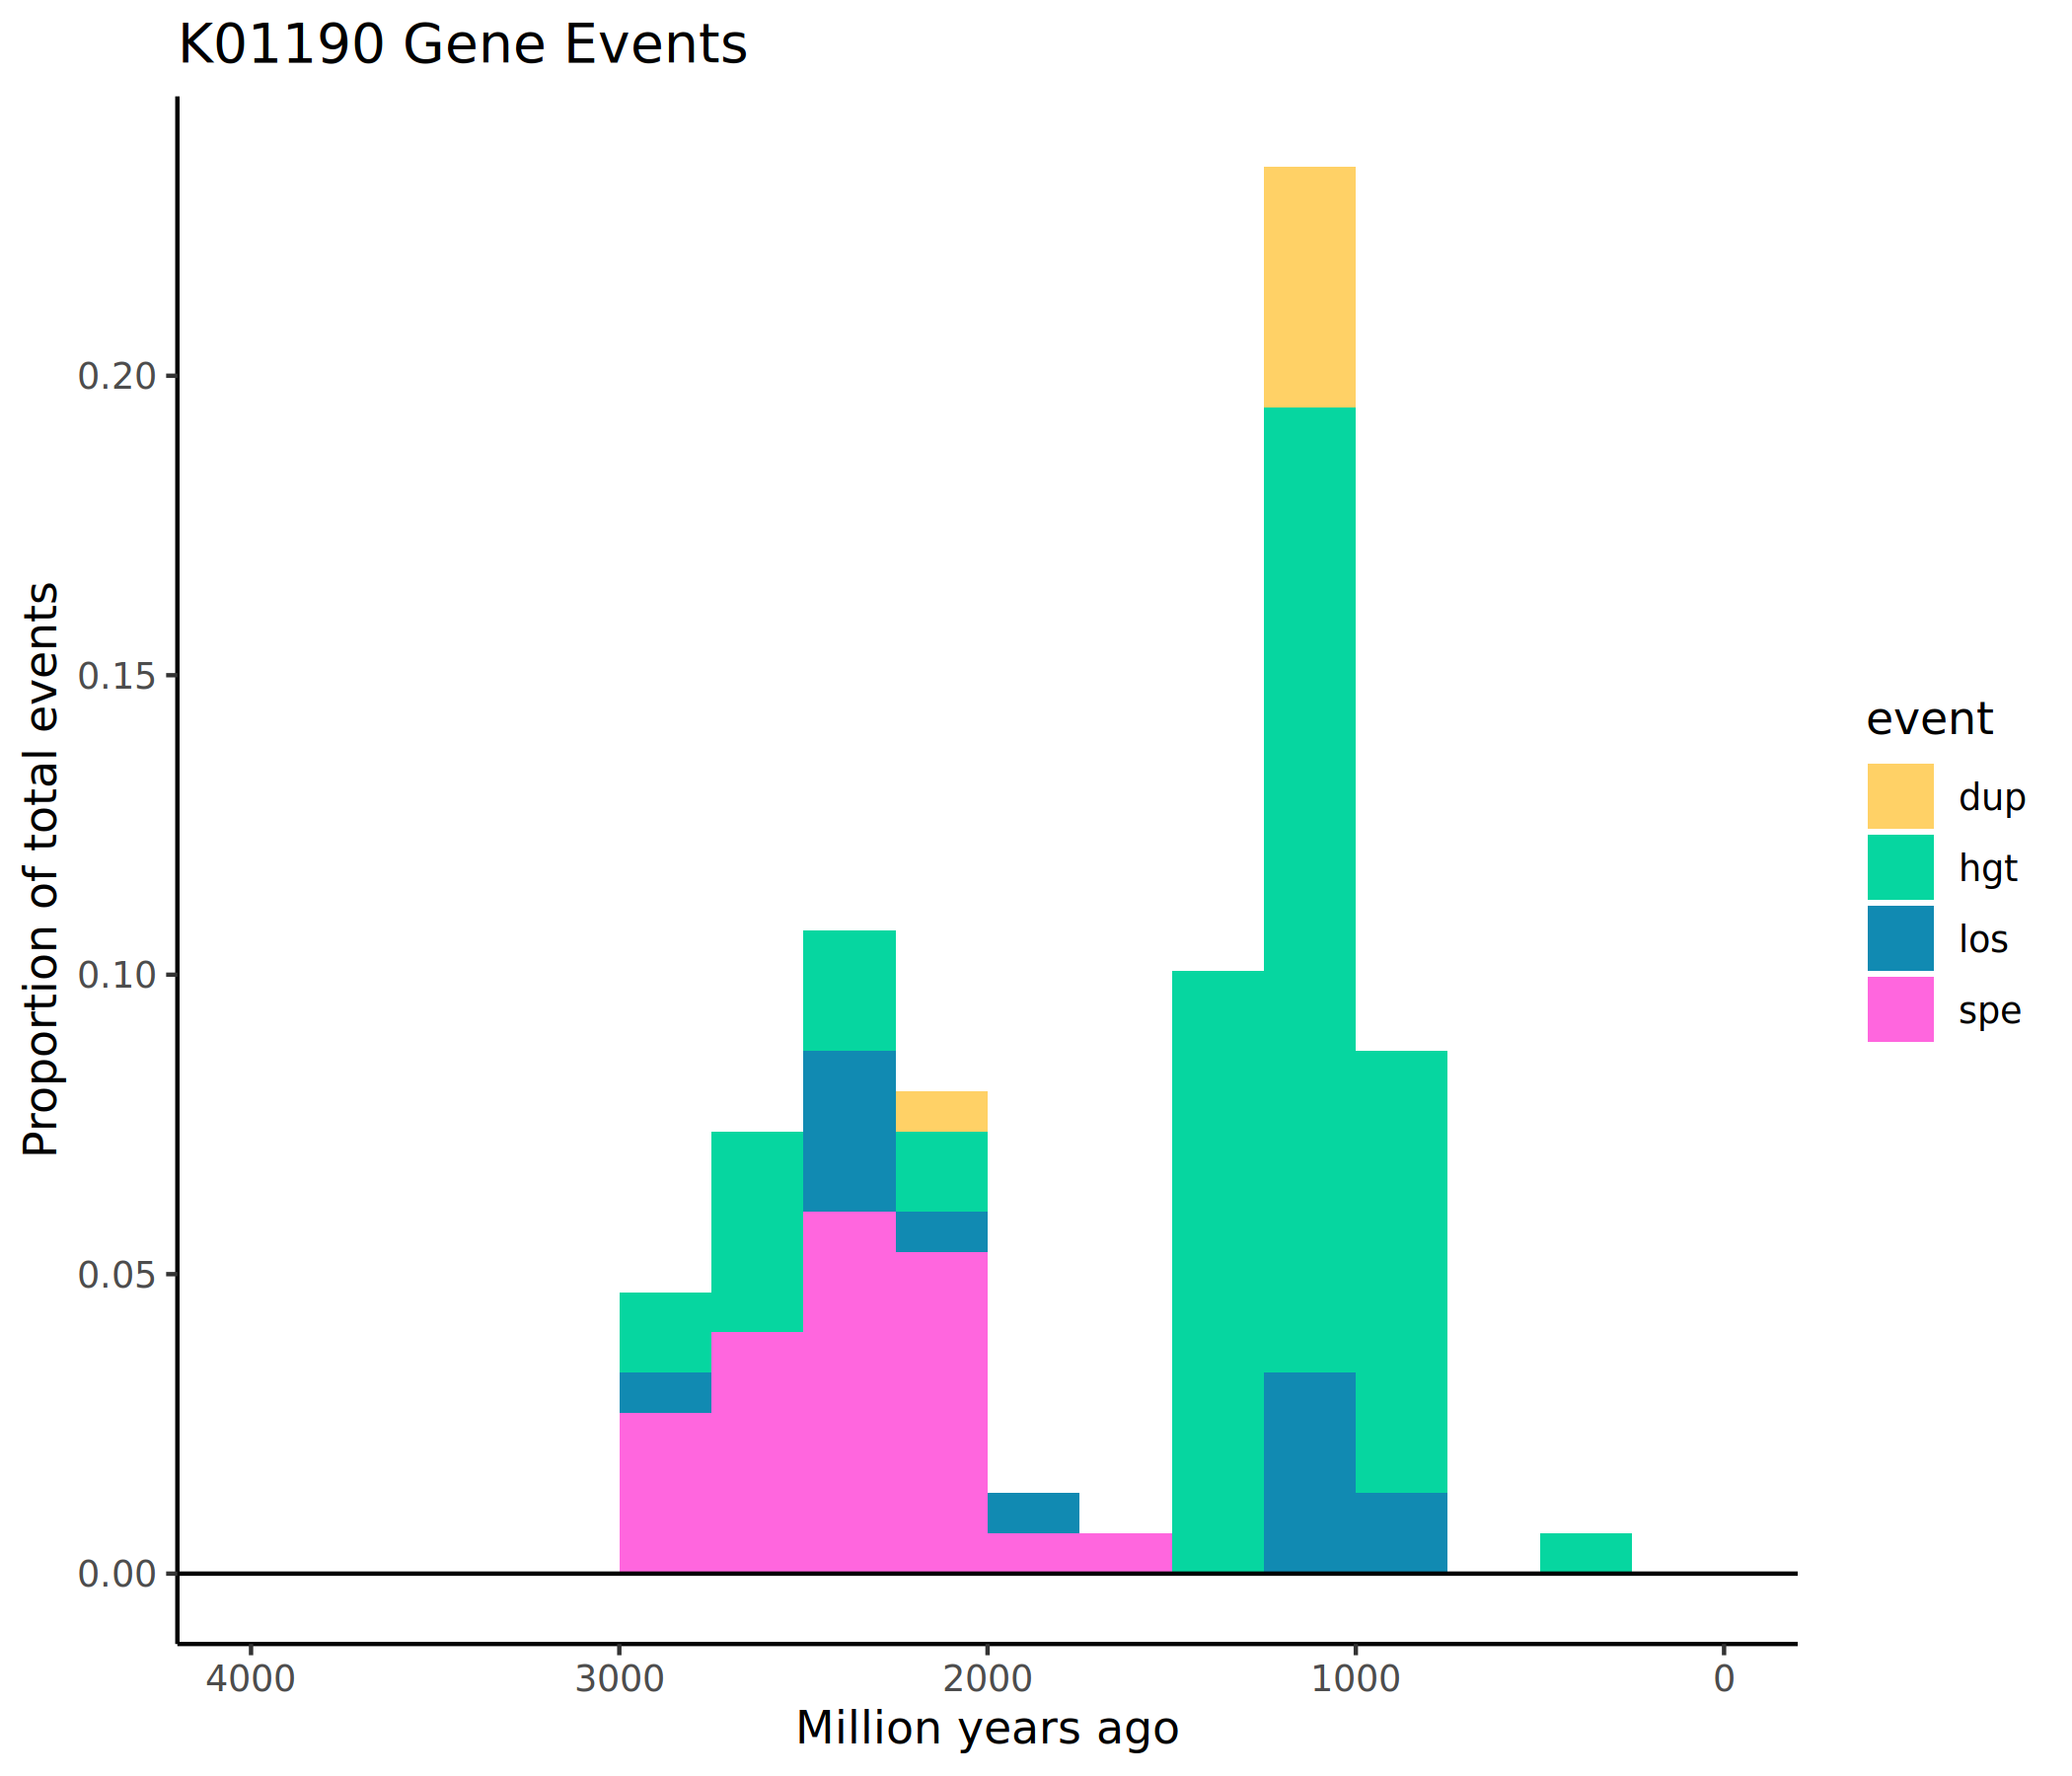 K01190 Gene Events
Proportion of total events
0.20
0.15
0.10
0.05
0.00
4000 3000 2000 1000 0
Million years ago
event
dup
hgt
los
spe